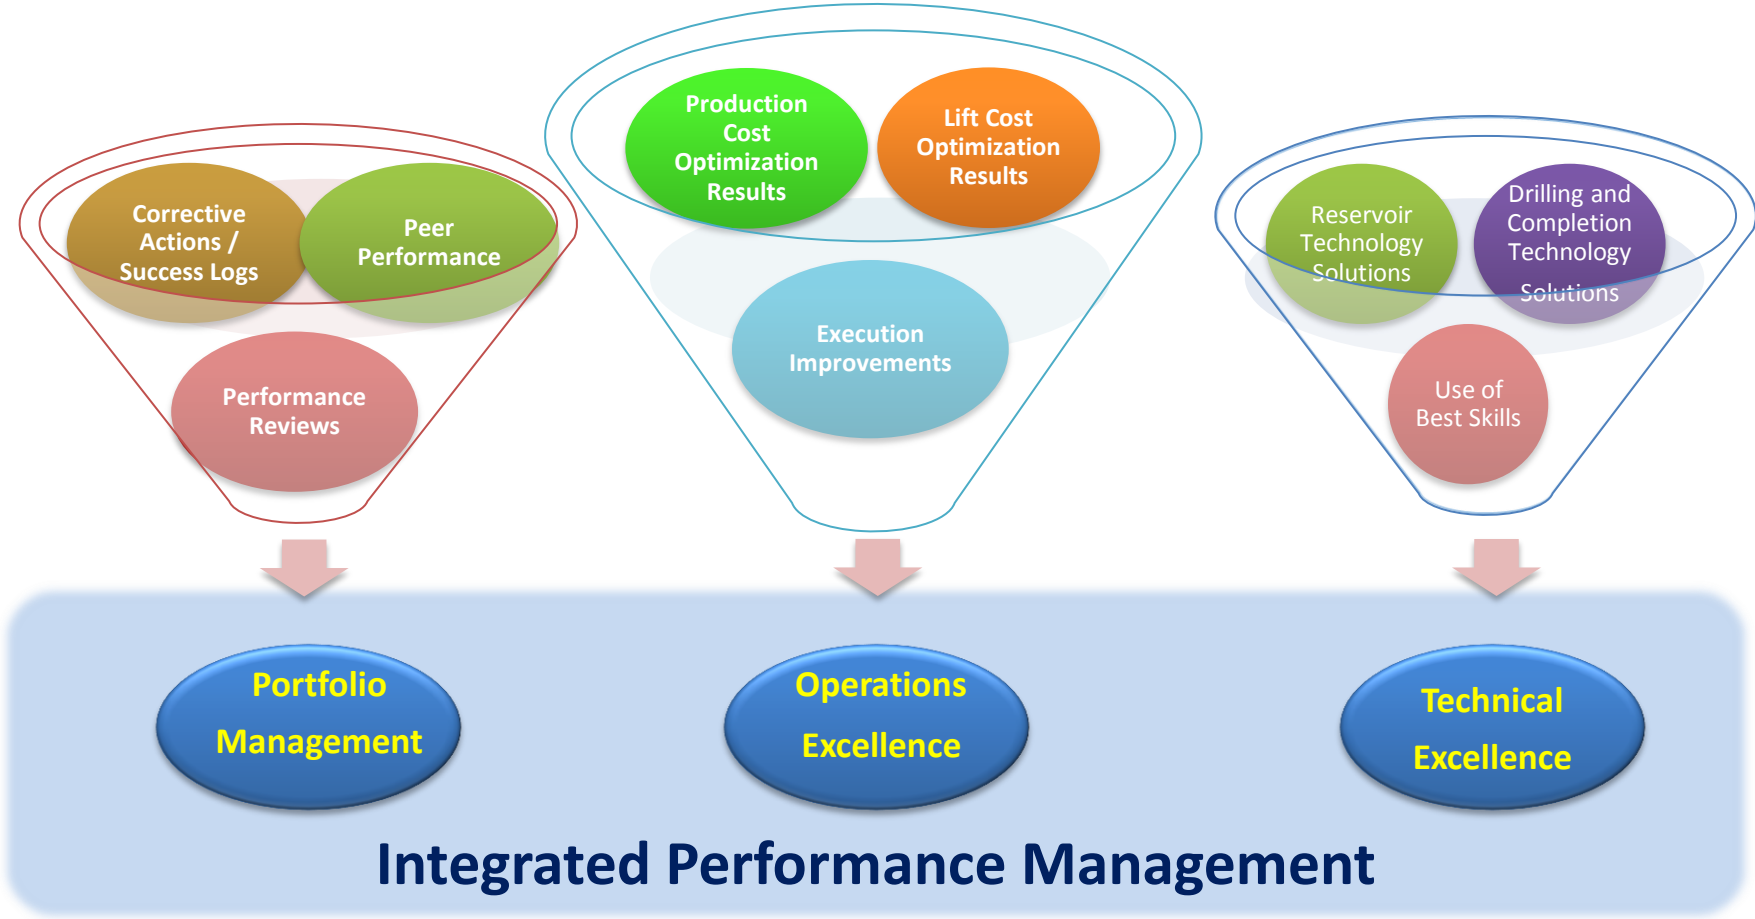 Production
Cost
Optimization
Results
Lift Cost
Optimization
Results
Corrective
Actions /
Success Logs
Peer
Performance
Reservoir
Technology
Solutions
Drilling and
Completion
Technology
Solutions
Execution
Improvements
Performance
Reviews
Use of
Best Skills
Portfolio
Management
Operations
Excellence
Technical
Excellence
Integrated Performance Management